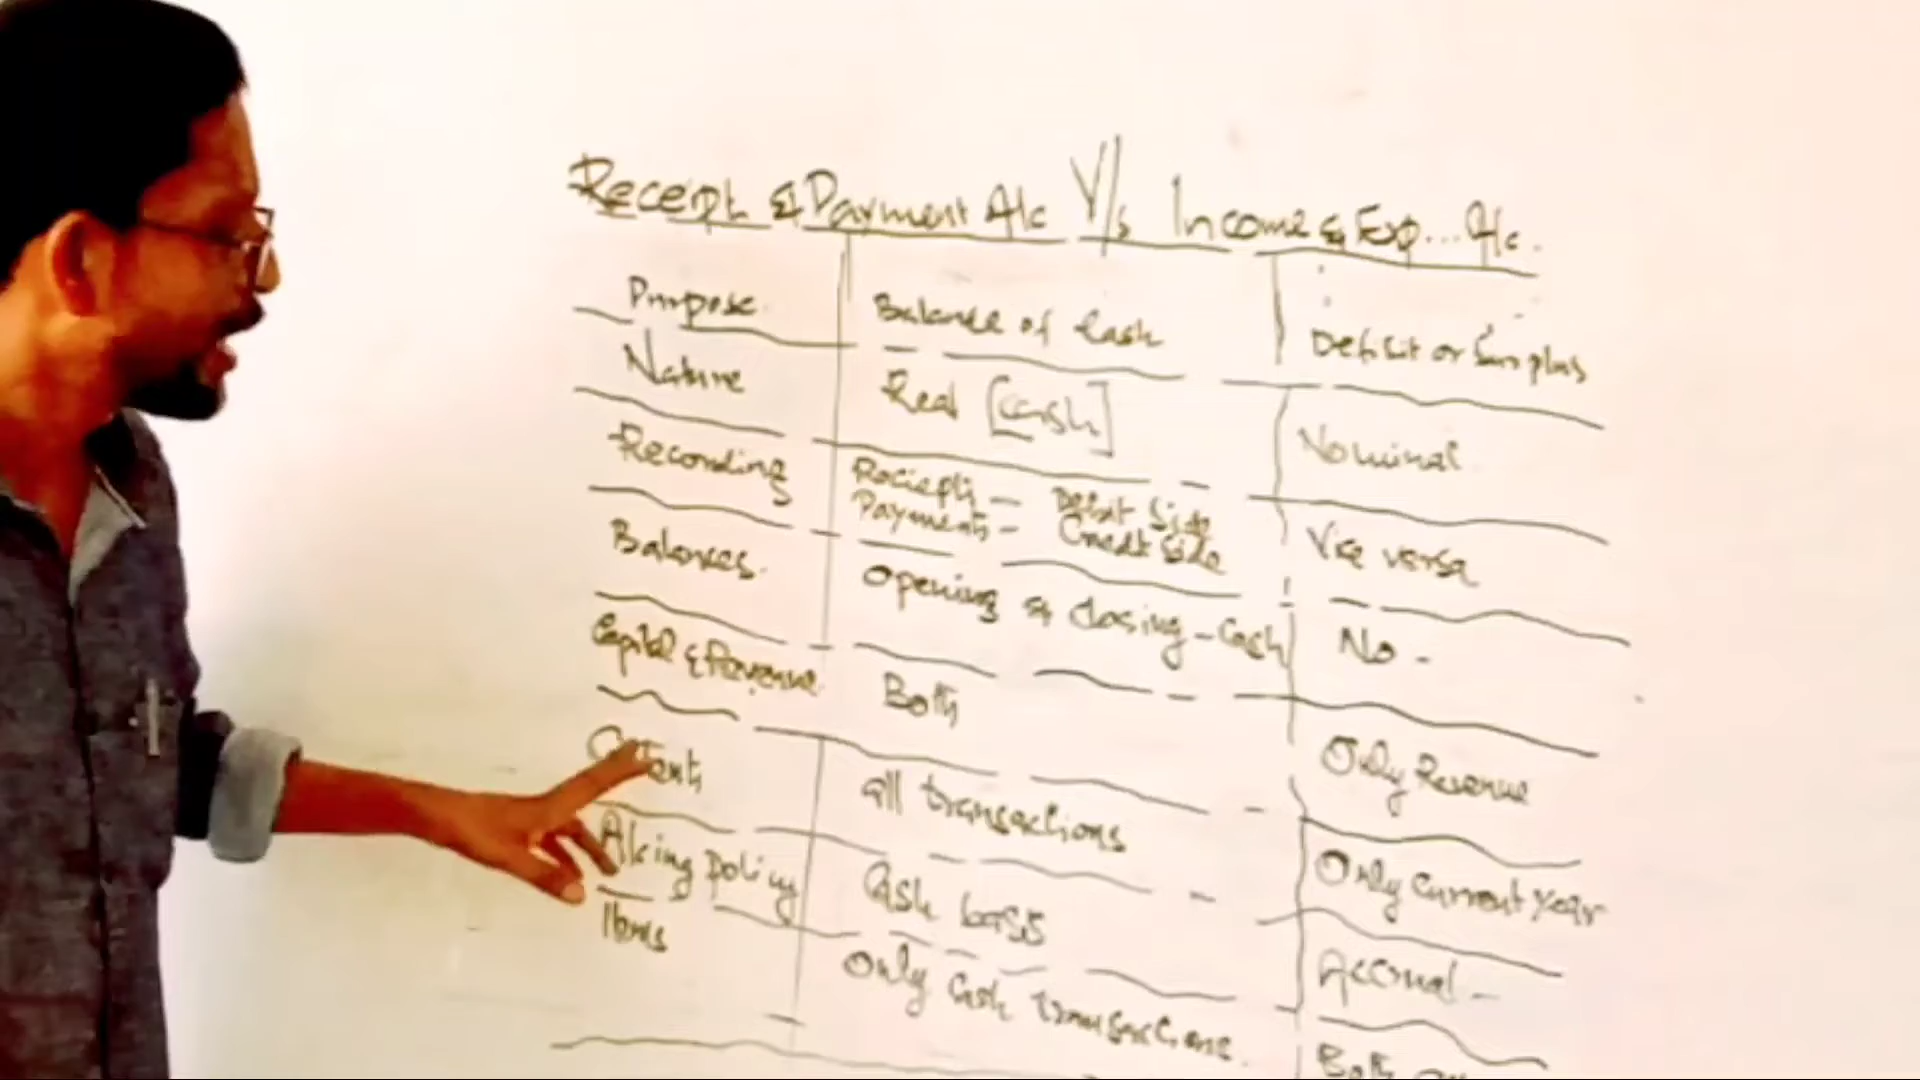 Receipt & Payment A/c V/s Income & Exp... A/c.
Purpose Balance of Cash Deficit or Surplus
Nature Real [Cash] Nominal
Recording Reciepts – Debit Side
Payments – Credit Side Vice versa
Balances. Opening & Closing – Cash No –
Capital & Revenue Both Only Revenue
all transactions Only Current Year
A/cing policy Cash basis Accrual –
Items Only Cash transactions. Both